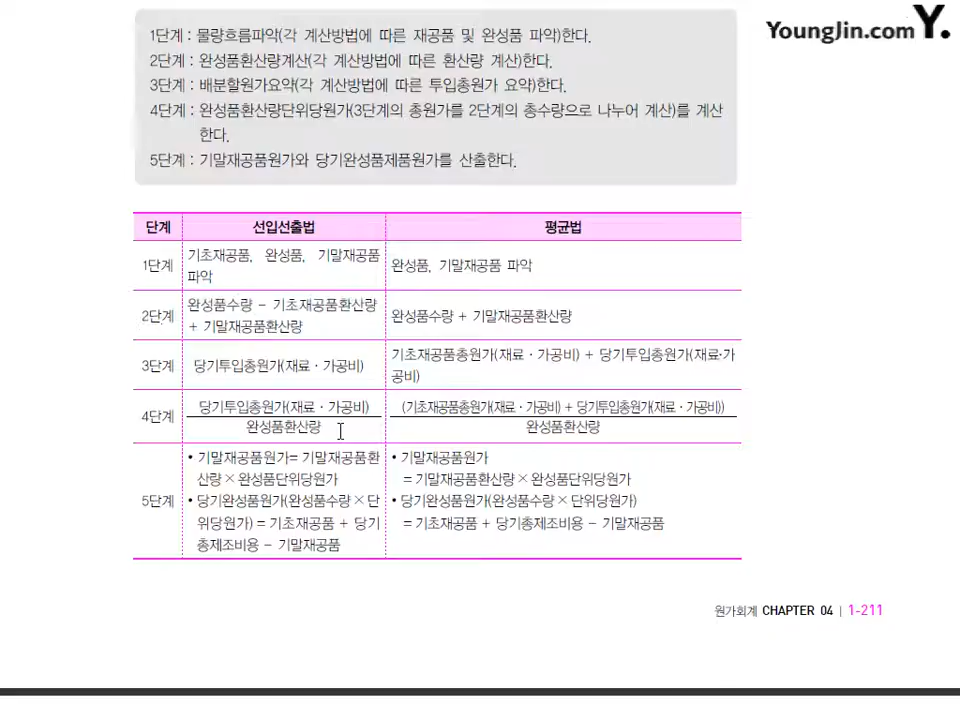 YoungJin.com Y.
1단계 : 물량흐름파악(각 계산방법에 따른 재공품 및 완성품 파악)한다.
2단계 : 완성품환산량계산(각 계산방법에 따른 환산량 계산)한다.
3단계 : 배분할원가요약(각 계산방법에 따른 투입총원가 요약)한다.
4단계 : 완성품환산량단위당원가(3단계의 총원가를 2단계의 총수량으로 나누어 계산)를 계산
한다.
5단계 : 기말재공품원가와 당기완성품제품원가를 산출한다.
단계 선입선출법 평균법
1단계
기초재공품, 완성품, 기말재공품
파악
완성품, 기말재공품 파악
2단계
완성품수량 - 기초재공품환산량
+ 기말재공품환산량
완성품수량 + 기말재공품환산량
3단계
당기투입총원가(재료 · 가공비)
기초재공품총원가(재료 · 가공비) + 당기투입총원가(재료·가
공비)
4단계
당기투입총원가(재료 · 가공비)
완성품환산량
(기초재공품총원가(재료 · 가공비) + 당기투입총원가(재료 · 가공비))
완성품환산량
5단계
• 기말재공품원가= 기말재공품환
산량 × 완성품단위당원가
• 당기완성품원가(완성품수량 × 단
위당원가) = 기초재공품 + 당기
총제조비용 - 기말재공품
• 기말재공품원가
= 기말재공품환산량 × 완성품단위당원가
• 당기완성품원가(완성품수량 × 단위당원가)
= 기초재공품 + 당기총제조비용 - 기말재공품
원가회계 CHAPTER 04 | 1-211